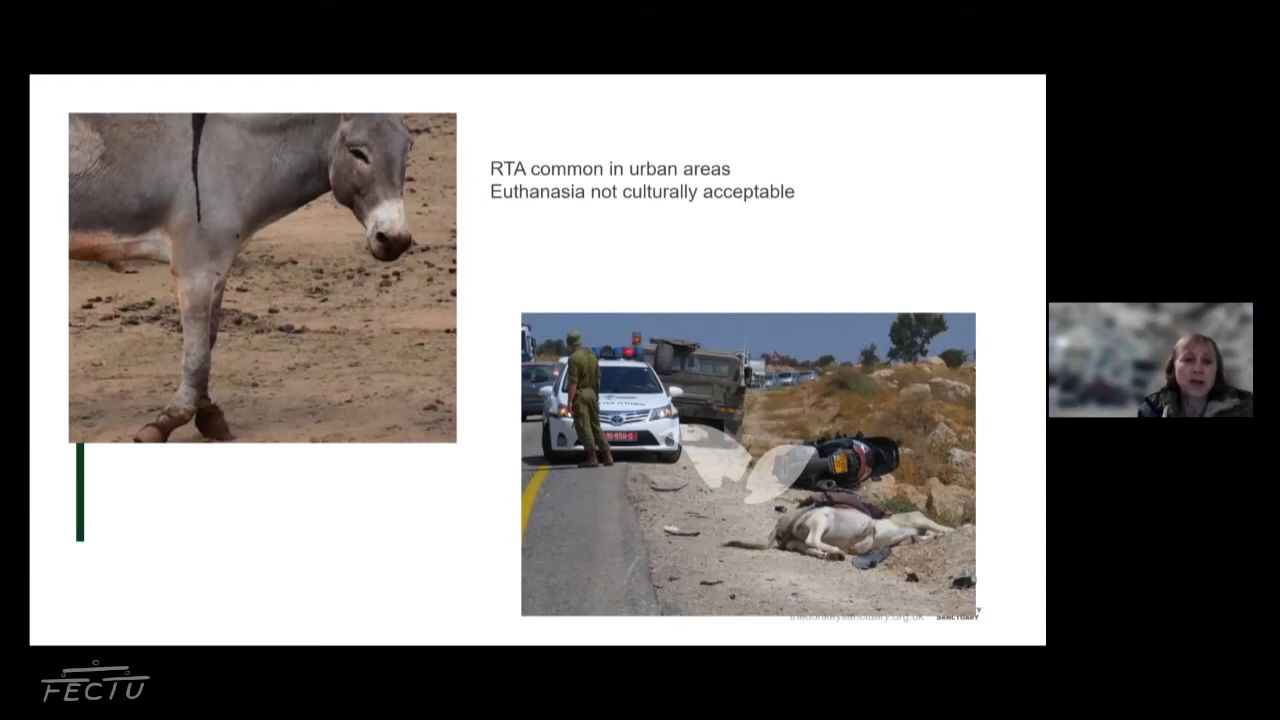 RTA common in urban areas
Euthanasia not culturally acceptable
thedonkeysanctuary.org.uk
SANCTUARY
FECTU